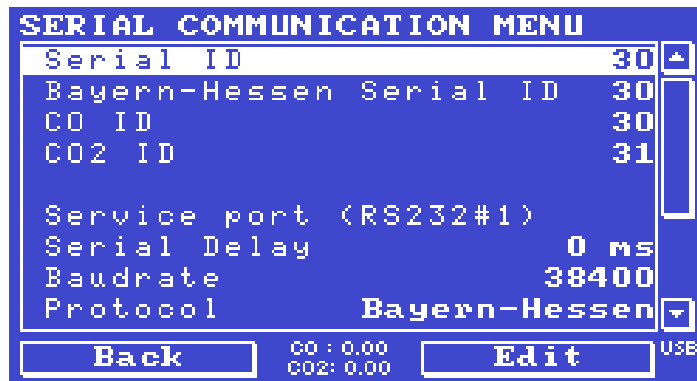 SERIAL COMMUNICATION MENU
Serial ID 30
Bayern-Hessen Serial ID 30
CO ID 30
CO2 ID 31
Service port (RS232#1)
Serial Delay 0 ms
Baudrate 38400
Protocol Bayern-Hessen
Back CO : 0.00 Edit USB
CO2: 0.00